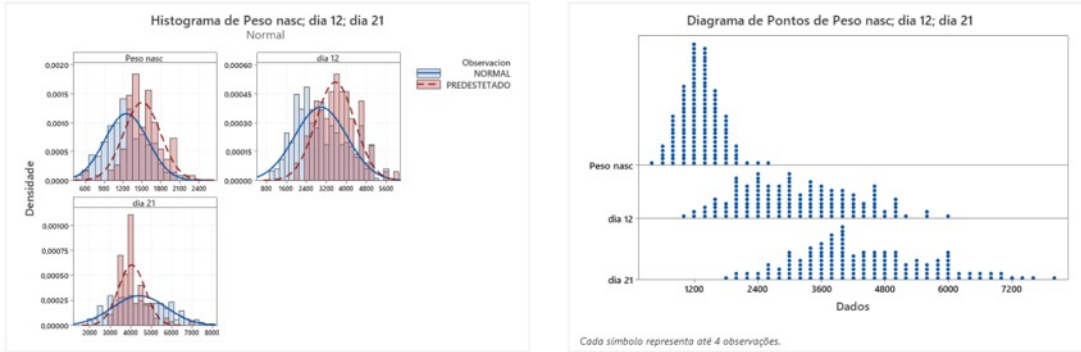 Histograma de Peso nasc; dia 12; dia 21
Normal
Peso nasc
dia 12
0,0020
0,0015
0,0010
0,0005
0,0000
600 900 1200 1500 1800 2100 2400
0,00060
0,00045
0,00030
0,00015
0,00000
800 1600 2400 3200 4000 4800 5600
Observacion
NORMAL
PREDESTETADO
Densidade
dia 21
0,00100
0,00075
0,00050
0,00025
0,00000
2000 3000 4000 5000 6000 7000 8000
Diagrama de Pontos de Peso nasc; dia 12; dia 21
Peso nasc
dia 12
dia 21
1200 2400 3600 4800 6000 7200
Dados
Cada símbolo representa até 4 observações.